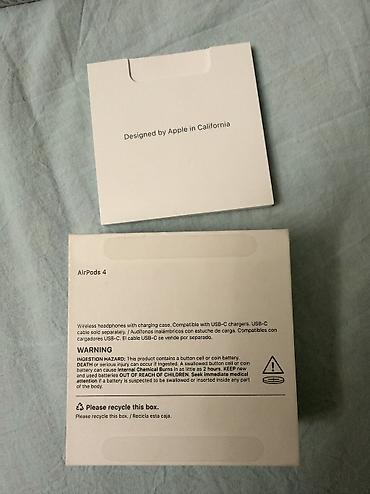 Designed by Apple in California
AirPods 4
Wireless headphones with charging case. Compatible with USB-C chargers. USB-C
cable sold separately. / Audífonos inalámbricos con estuche de carga. Compatibles con
cargadores USB-C. El cable USB-C se vende por separado.
WARNING
INGESTION HAZARD: This product contains a button cell or coin battery.
DEATH or serious injury can occur if ingested. A swallowed button cell or coin
battery can cause Internal Chemical Burns in as little as 2 hours. KEEP new
and used batteries OUT OF REACH OF CHILDREN. Seek immediate medical
attention if a battery is suspected to be swallowed or inserted inside any part
of the body.
Please recycle this box.
Please recycle this box. / Recicla esta caja.